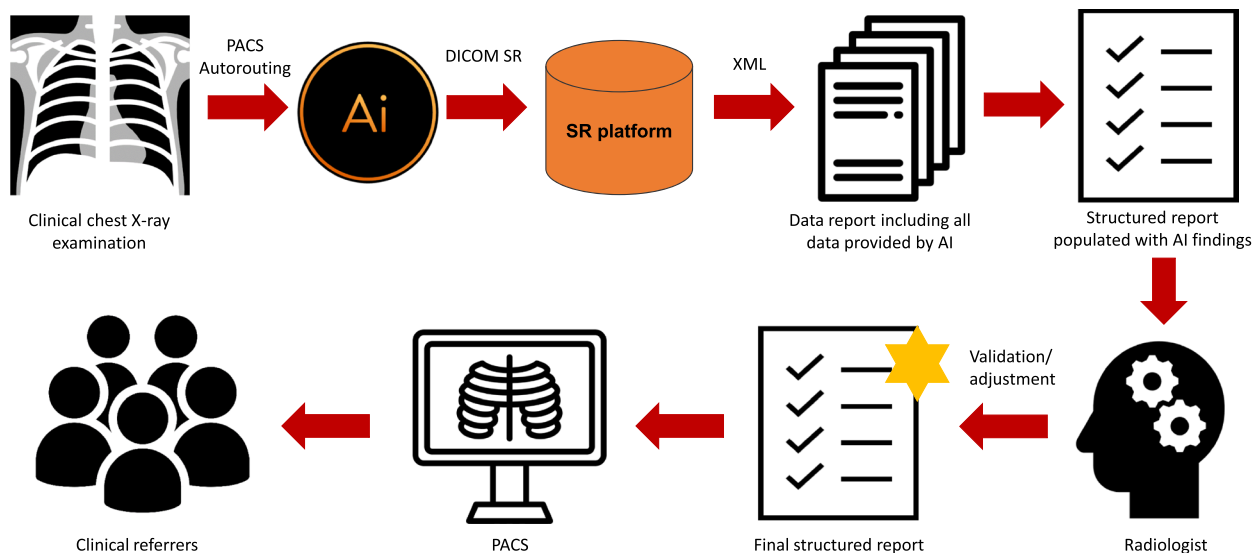 PACS
Autorouting
Ai
DICOM SR
SR platform
XML
Clinical chest X-ray
examination
Data report including all
data provided by AI
Structured report
populated with AI findings
Validation/
adjustment
Clinical referrers
PACS
Final structured report
Radiologist